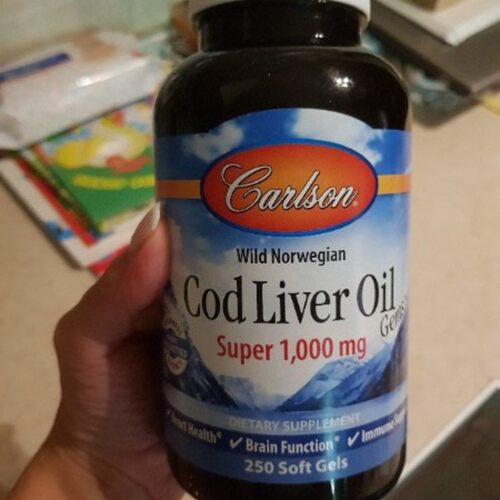 Carlson
Wild Norwegian
Cod Liver Oil
Gems
Super 1,000 mg
DIETARY SUPPLEMENT
Heart Health* ✓ Brain Function* ✓ Immune
250 Soft Gels